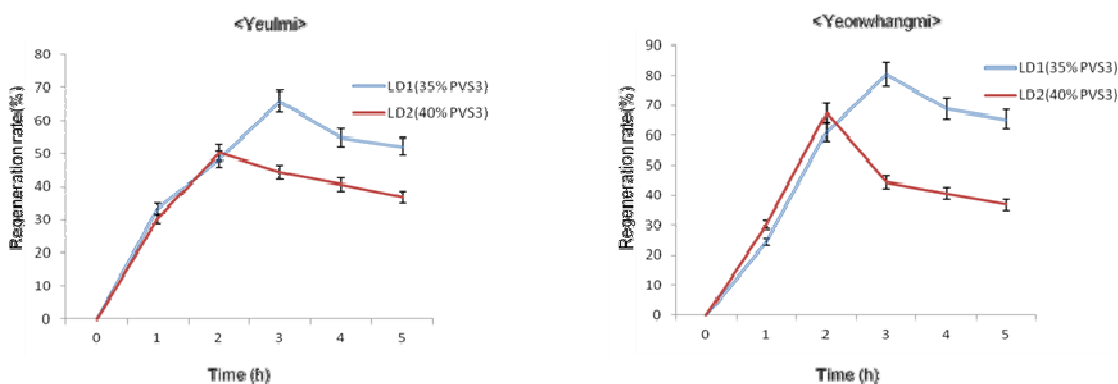 <Yeulmi>
80
70
60
50
40
30
20
10
0
Regeneration rate(%)
LD1(35% PVS3)
LD2(40% PVS3)
0 1 2 3 4 5
Time (h)
<Yeonwhangmi>
90
80
70
60
50
40
30
20
10
0
Regeneration rate(%)
LD1(35% PVS3)
LD2(40% PVS3)
0 1 2 3 4 5
Time (h)